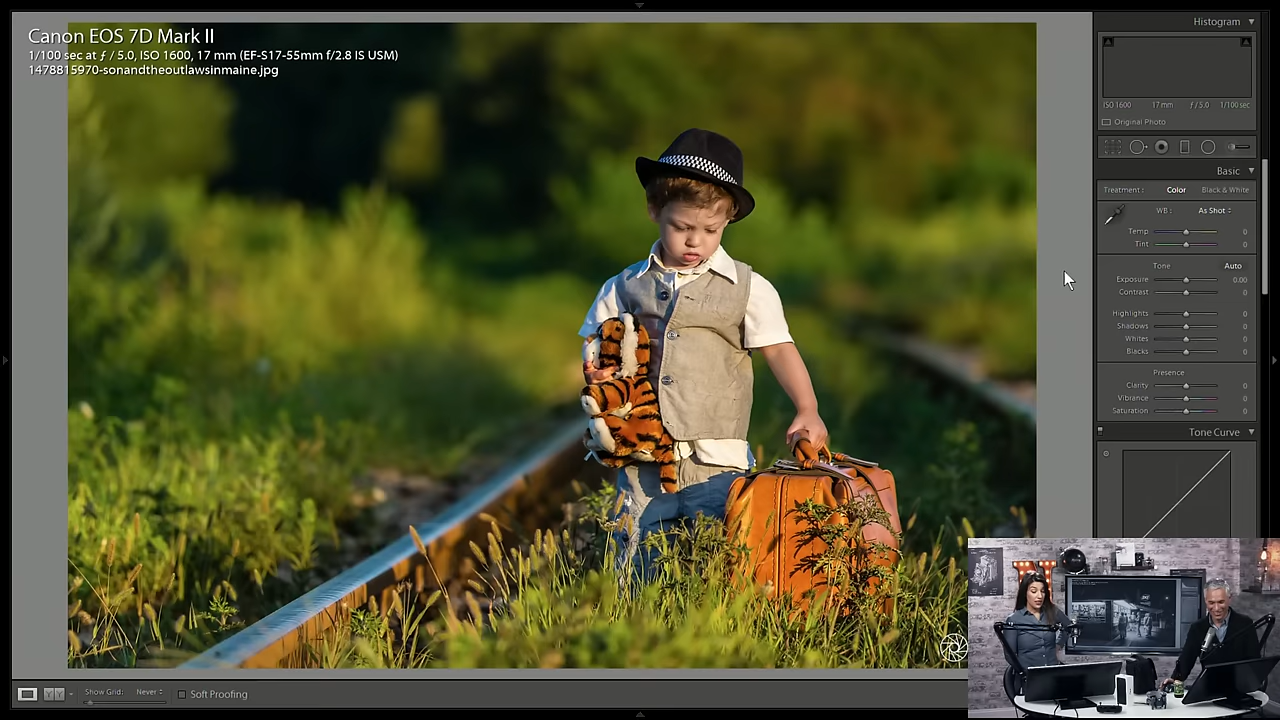 Canon EOS 7D Mark II
1/100 sec at ƒ / 5.0, ISO 1600, 17 mm (EF-S17-55mm f/2.8 IS USM)
1478815970-sonandtheoutlawsinmaine.jpg
Histogram
ISO 1600 17 mm ƒ / 5.0 1/100 sec
Original Photo
Basic
Treatment : Color Black & White
WB : As Shot
Temp 0
Tint 0
Tone Auto
Exposure 0.00
Contrast 0
Highlights 0
Shadows 0
Whites 0
Blacks 0
Presence
Clarity 0
Vibrance 0
Saturation 0
Tone Curve
Y Y
Show Grid: Never
Soft Proofing